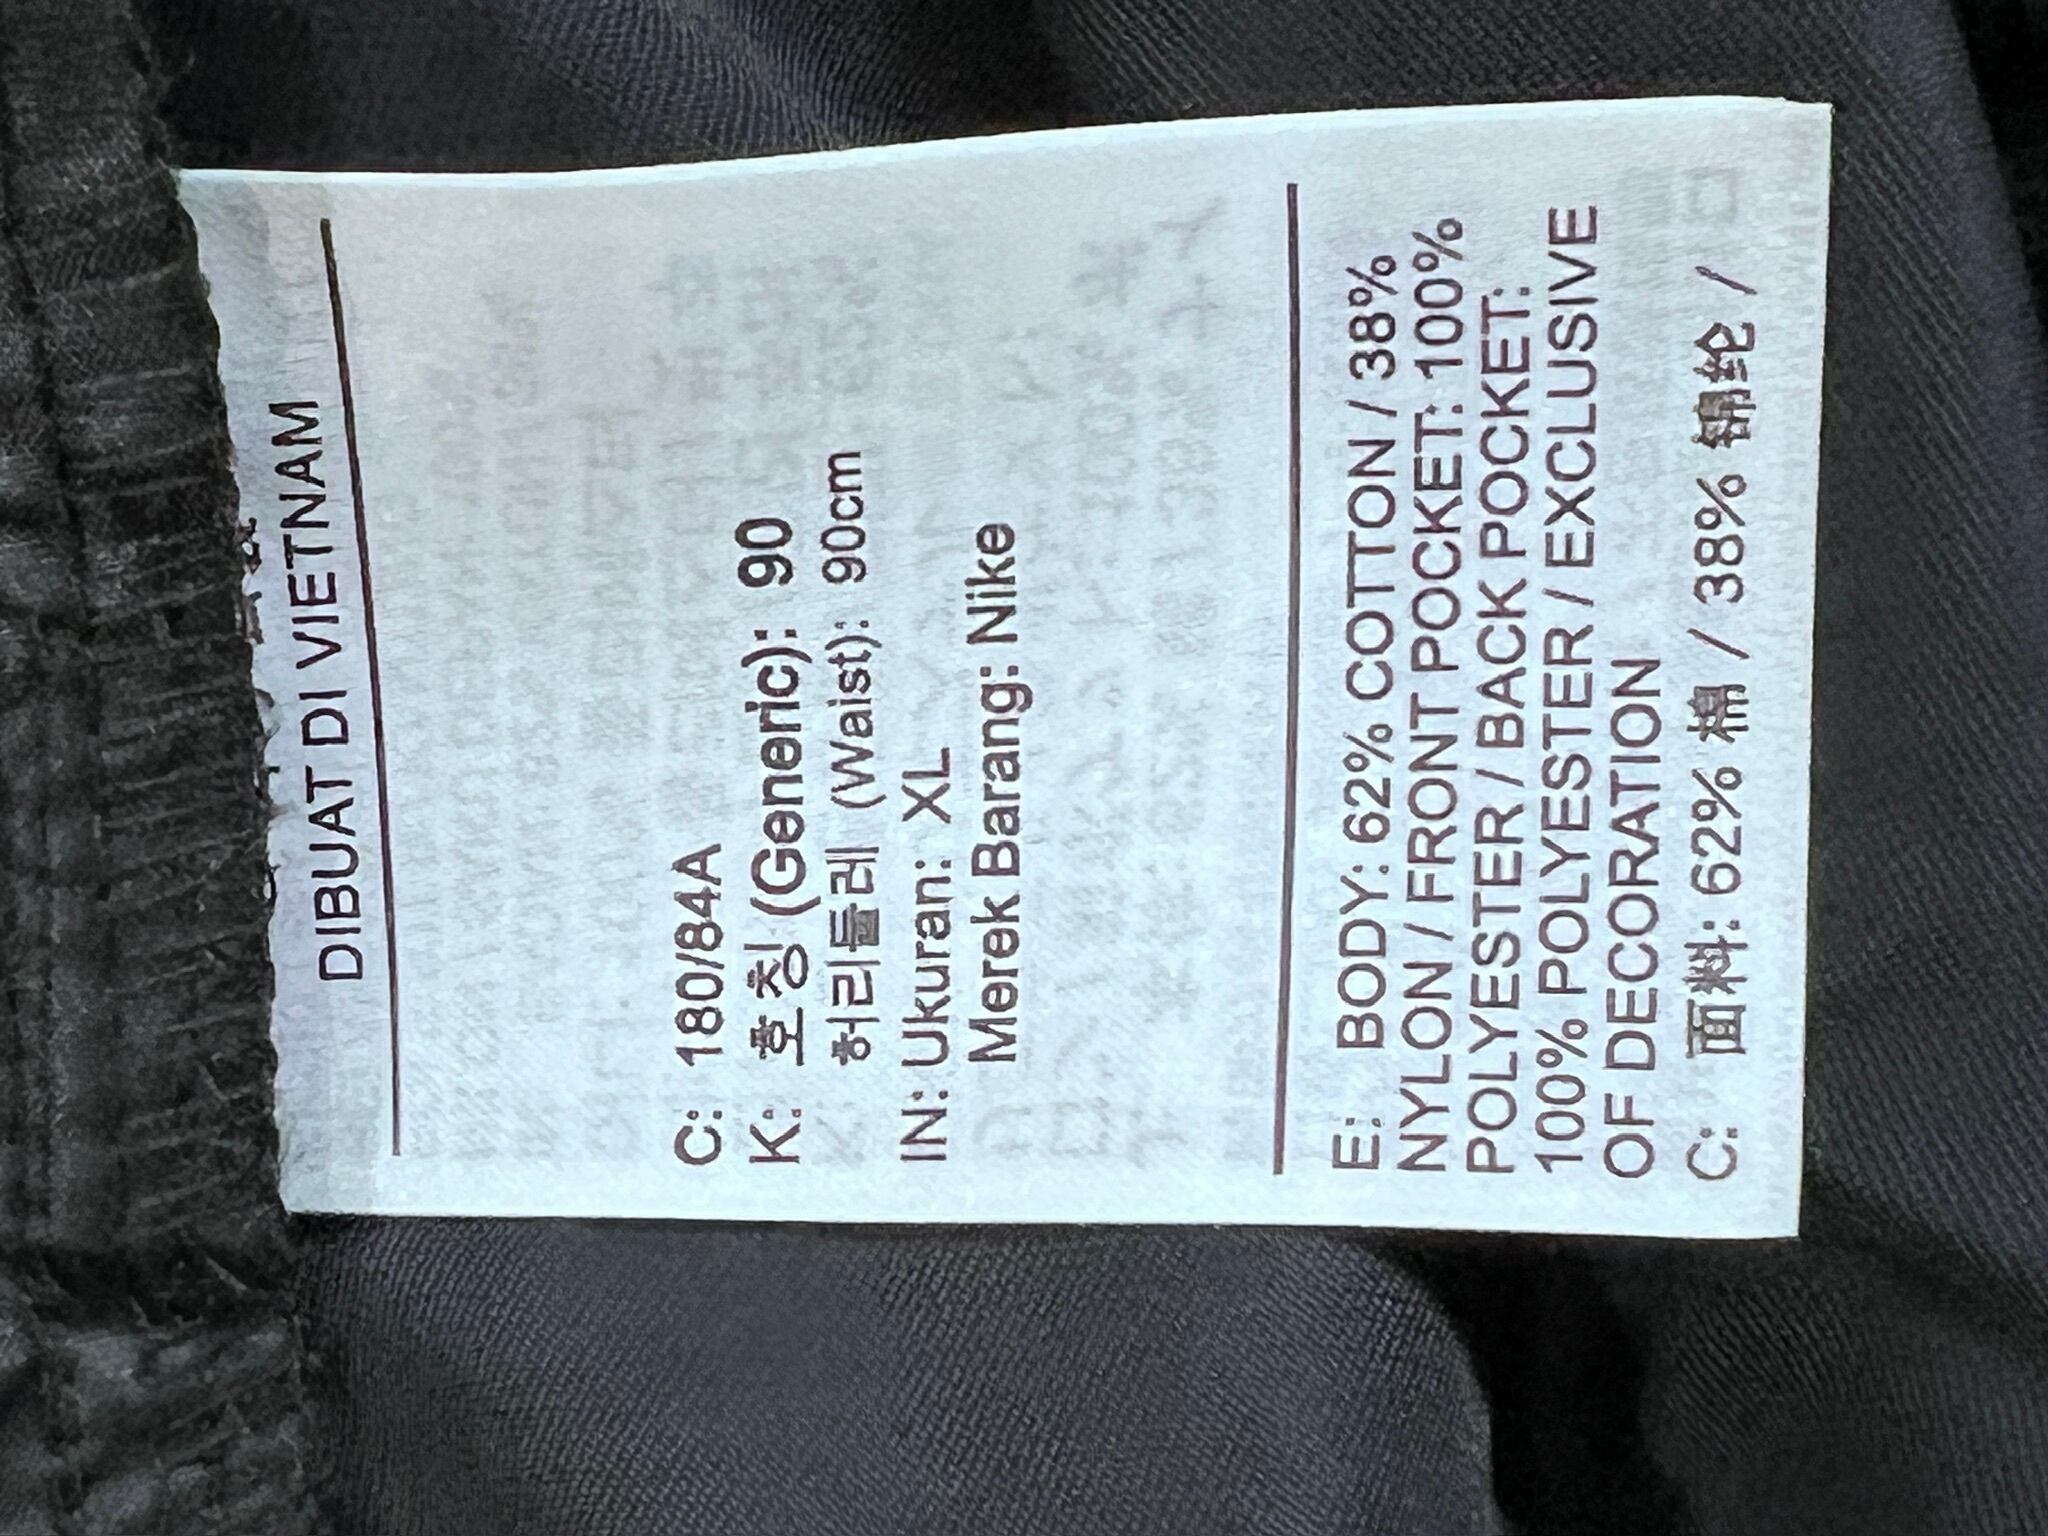 DIBUAT DI VIETNAM
C: 180/84A
K: 호칭 (Generic): 90
허리둘레 (Waist): 90cm
IN: Ukuran: XL
Merek Barang: Nike
E: BODY: 62% COTTON / 38%
NYLON / FRONT POCKET: 100%
POLYESTER / BACK POCKET:
100% POLYESTER / EXCLUSIVE
OF DECORATION
C: 面料: 62% 棉 / 38% 锦纶 /